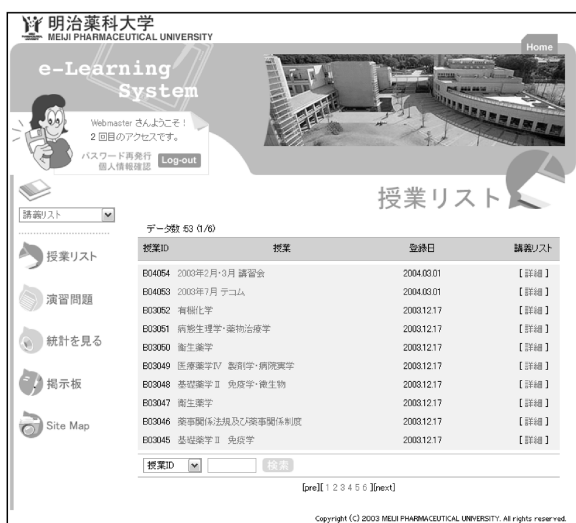 明治薬科大学
MEIJI PHARMACEUTICAL UNIVERSITY
Home
e-Learning
System
Webmaster さんようこそ！
2 回目のアクセスです。
パスワード再発行
個人情報確認
Log-out
授業リスト
講義リスト
データ数 :53 (1/6)
授業ID 授業 登録日 講義リスト
B04054 2003年2月・3月 講習会 2004.03.01 【 詳細 】
B04053 2003年7月 テコム 2004.03.01 【 詳細 】
B03052 有機化学 2003.12.17 【 詳細 】
B03051 病態生理学・薬物治療学 2003.12.17 【 詳細 】
B03050 衛生薬学 2003.12.17 【 詳細 】
B03049 医療薬学Ⅳ 製剤学・病院実学 2003.12.17 【 詳細 】
B03048 基礎薬学Ⅱ 免疫学・微生物 2003.12.17 【 詳細 】
B03047 衛生薬学 2003.12.17 【 詳細 】
B03046 薬事関係法規及び薬事関係制度 2003.12.17 【 詳細 】
B03045 基礎薬学Ⅱ 免疫学 2003.12.17 【 詳細 】
授業リスト
演習問題
統計を見る
掲示板
Site Map
授業ID 検索
[pre][ 1 2 3 4 5 6 ][next]
Copyright (C) 2003 MEIJI PHARMACEUTICAL UNIVERSITY. All rights reserved.